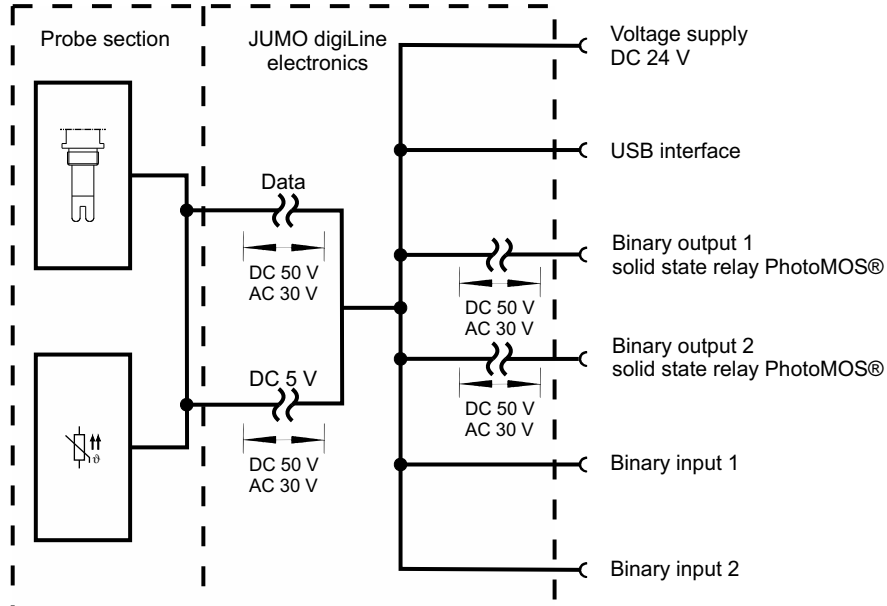 Probe section
JUMO digiLine
electronics
Voltage supply
DC 24 V
USB interface
Data
DC 50 V
AC 30 V
Binary output 1
solid state relay PhotoMOS®
DC 50 V
AC 30 V
Binary output 2
solid state relay PhotoMOS®
DC 50 V
AC 30 V
DC 5 V
DC 50 V
AC 30 V
ϑ
Binary input 1
Binary input 2